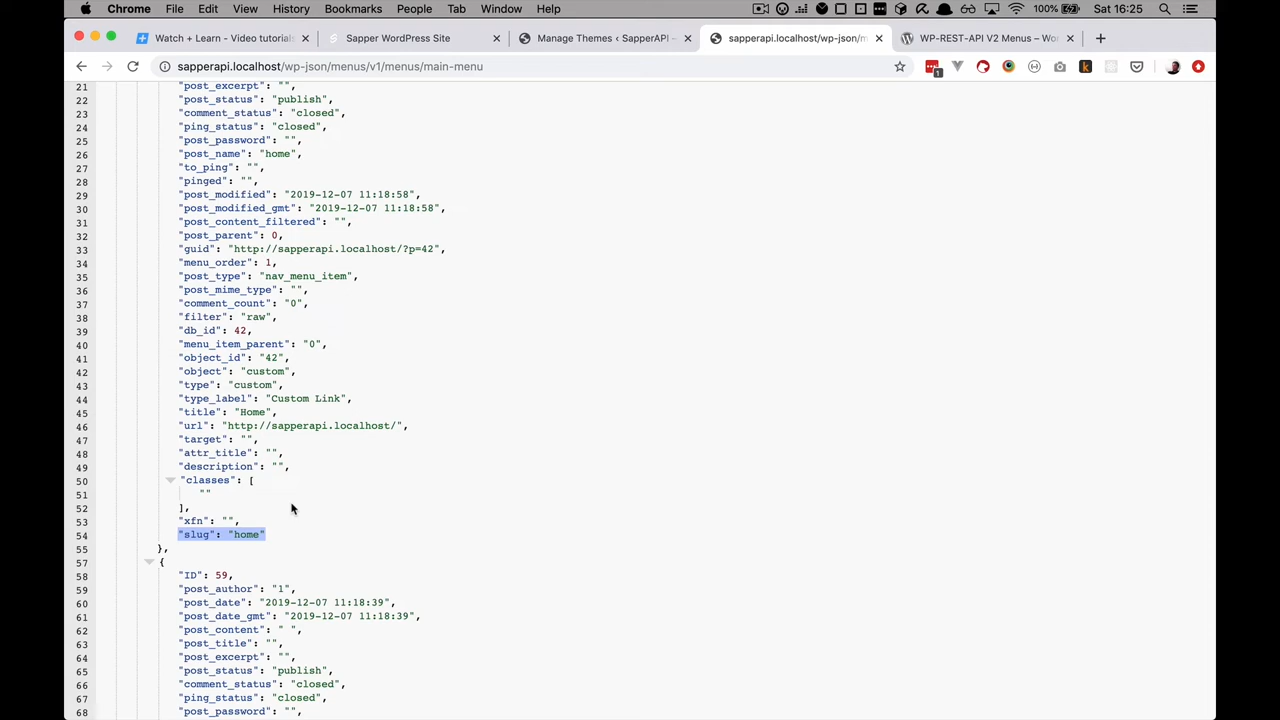 Chrome File Edit View History Bookmarks People Tab Window Help 100% Sat 16:25
Watch + Learn - Video tutorials Sapper WordPress Site Manage Themes ‹ SapperAPI – sapperapi.localhost/wp-json/m WP-REST-API V2 Menus – Wo
sapperapi.localhost/wp-json/menus/v1/menus/main-menu 1
21 "post_excerpt": "",
22 "post_status": "publish",
23 "comment_status": "closed",
24 "ping_status": "closed",
25 "post_password": "",
26 "post_name": "home",
27 "to_ping": "",
28 "pinged": "",
29 "post_modified": "2019-12-07 11:18:58",
30 "post_modified_gmt": "2019-12-07 11:18:58",
31 "post_content_filtered": "",
32 "post_parent": 0,
33 "guid": "http://sapperapi.localhost/?p=42",
34 "menu_order": 1,
35 "post_type": "nav_menu_item",
36 "post_mime_type": "",
37 "comment_count": "0",
38 "filter": "raw",
39 "db_id": 42,
40 "menu_item_parent": "0",
41 "object_id": "42",
42 "object": "custom",
43 "type": "custom",
44 "type_label": "Custom Link",
45 "title": "Home",
46 "url": "http://sapperapi.localhost/",
47 "target": "",
48 "attr_title": "",
49 "description": "",
50 "classes": [
51 ""
52 ],
53 "xfn": "",
54 "slug": "home"
55 },
57 {
58 "ID": 59,
59 "post_author": "1",
60 "post_date": "2019-12-07 11:18:39",
61 "post_date_gmt": "2019-12-07 11:18:39",
62 "post_content": " ",
63 "post_title": "",
64 "post_excerpt": "",
65 "post_status": "publish",
66 "comment_status": "closed",
67 "ping_status": "closed",
68 "post_password": "",